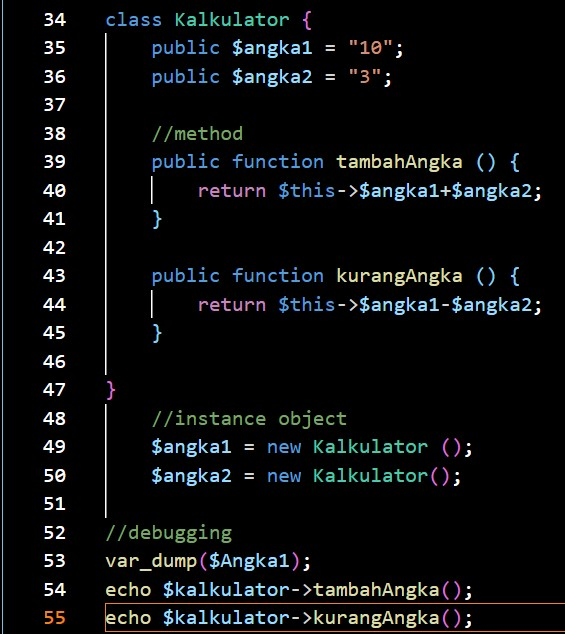 34 class Kalkulator {
35 public $angka1 = "10";
36 public $angka2 = "3";
37
38 //method
39 public function tambahAngka () {
40 return $this->$angka1+$angka2;
41 }
42
43 public function kurangAngka () {
44 return $this->$angka1-$angka2;
45 }
46
47 }
48 //instance object
49 $angka1 = new Kalkulator ();
50 $angka2 = new Kalkulator();
51
52 //debugging
53 var_dump($Angka1);
54 echo $kalkulator->tambahAngka();
55 echo $kalkulator->kurangAngka();